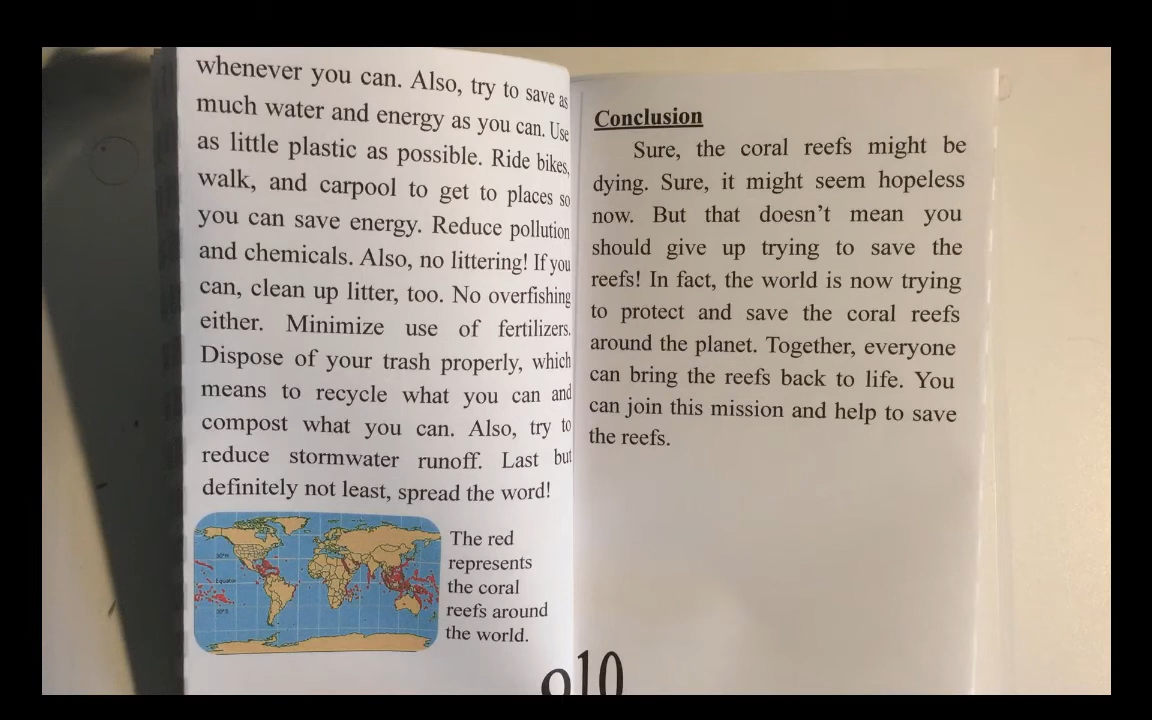 whenever you can. Also, try to save as
much water and energy as you can. Use
as little plastic as possible. Ride bikes,
walk, and carpool to get to places so
you can save energy. Reduce pollution
and chemicals. Also, no littering! If you
can, clean up litter, too. No overfishing
either. Minimize use of fertilizers.
Dispose of your trash properly, which
means to recycle what you can and
compost what you can. Also, try to
reduce stormwater runoff. Last but
definitely not least, spread the word!
30°N
Equator
30°S
The red
represents
the coral
reefs around
the world.
Conclusion
Sure, the coral reefs might be
dying. Sure, it might seem hopeless
now. But that doesn't mean you
should give up trying to save the
reefs! In fact, the world is now trying
to protect and save the coral reefs
around the planet. Together, everyone
can bring the reefs back to life. You
can join this mission and help to save
the reefs.
10